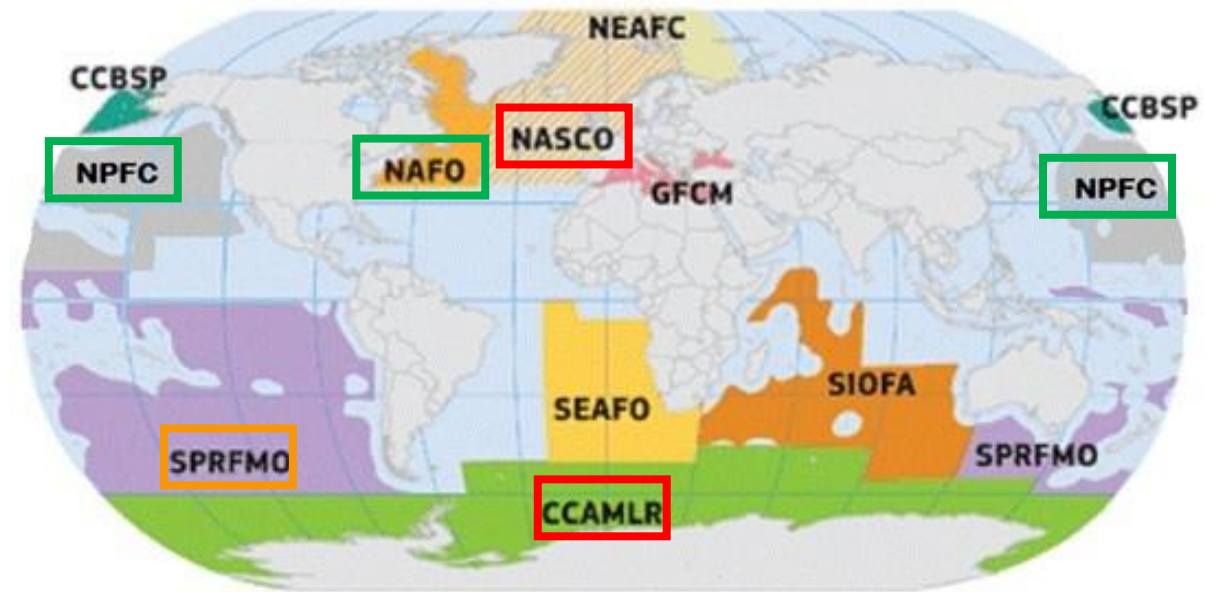 NEAFC
CCBSP
CCBSP
NASCO
NPFC
NAFO
NPFC
GFCM
SIOFA
SEAFO
SPRFMO
SPRFMO
CCAMLR